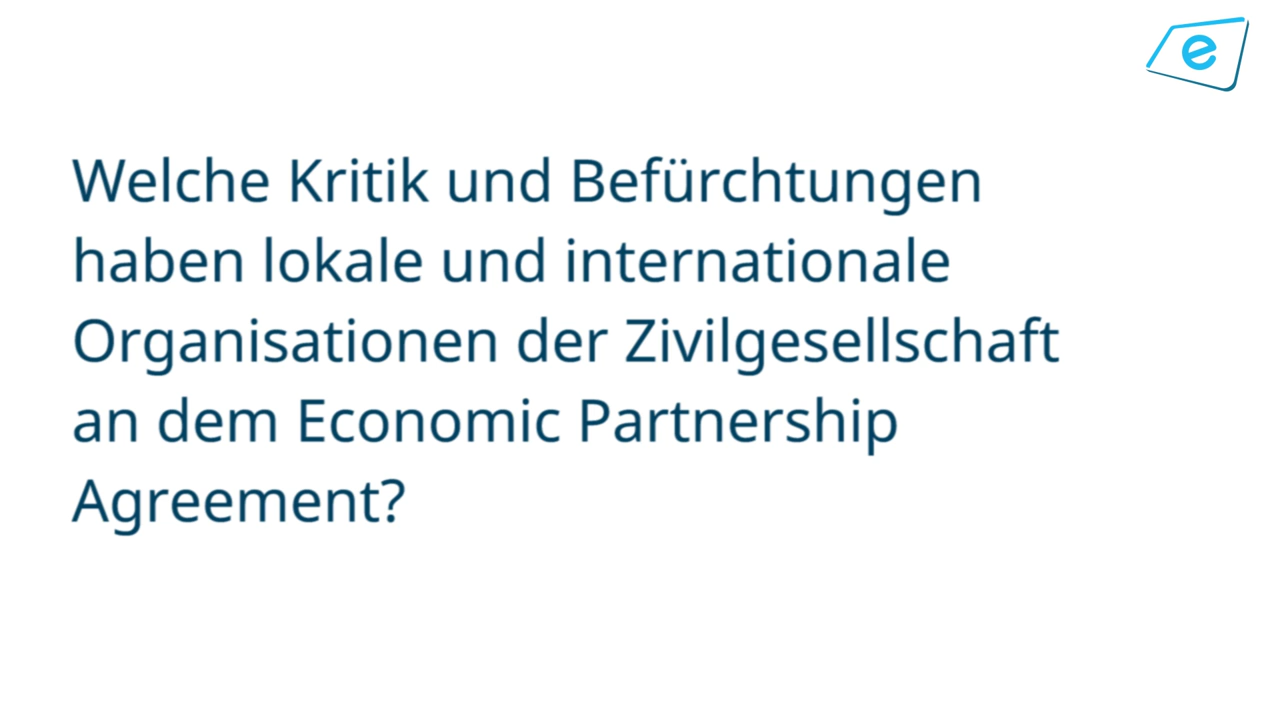 e
Welche Kritik und Befürchtungen
haben lokale und internationale
Organisationen der Zivilgesellschaft
an dem Economic Partnership
Agreement?